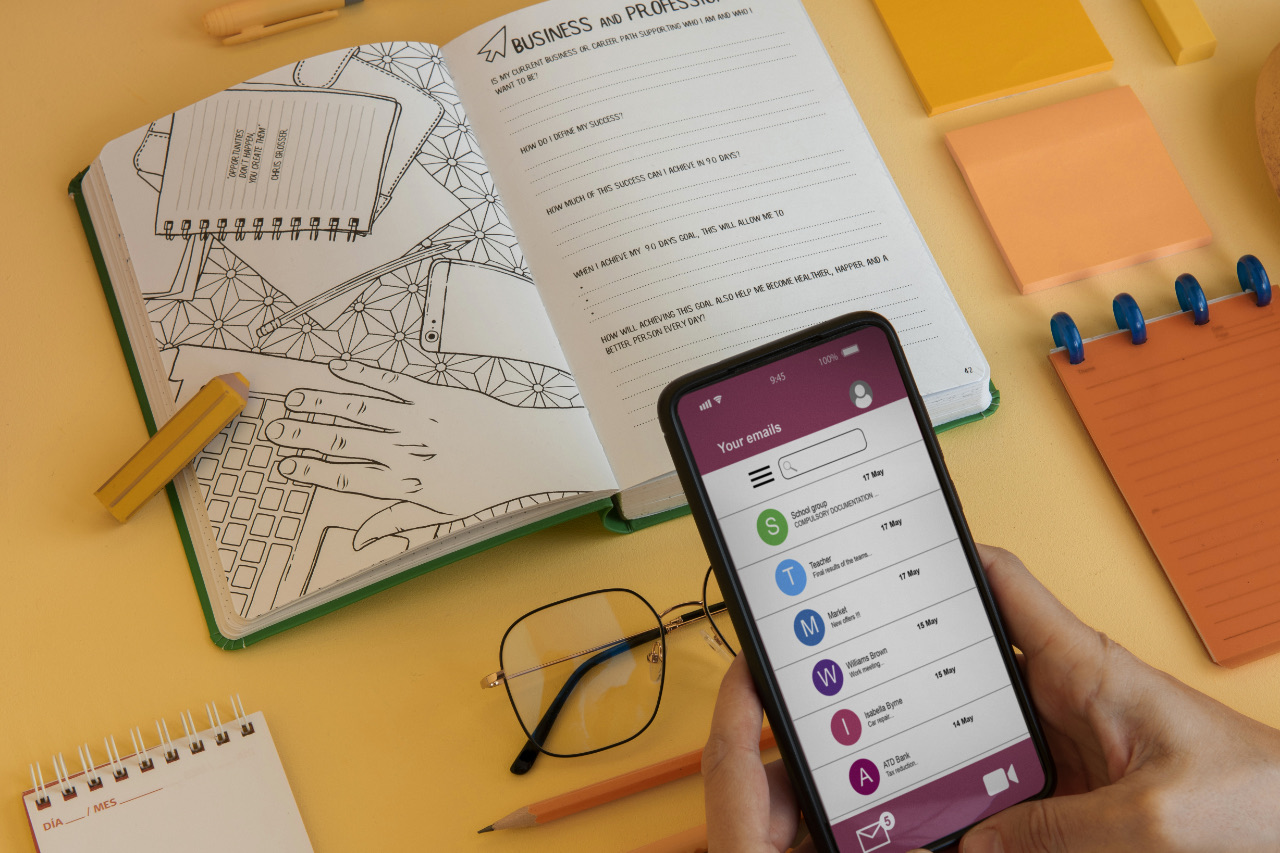 "OPPORTUNITIES
DON'T HAPPEN,
YOU CREATE THEM"
CHRIS GROSSER.
BUSINESS AND
IS MY CURRENT BUSINESS OR CAREER PATH SUPPORTING WHO I AM AND WHO I
WANT TO BE?
HOW DO I DEFINE MY SUCCESS?
HOW MUCH OF THIS SUCCESS CAN I ACHIEVE IN 90 DAYS?
WHEN I ACHIEVE MY 90 DAYS GOAL, THIS WILL ALLOW ME TO
HOW WILL ACHIEVING THIS GOAL ALSO HELP ME BECOME HEALTHIER, HAPPIER, AND A
BETTER PERSON EVERY DAY?
42
9:45
100%
Your emails
17 May
S
School group
COMPULSORY DOCUMENTATION ...
17 May
T
Teacher
Final results of the teams...
17 May
M
Market
New offers !!!
15 May
W
Williams Brown
Work meeting...
15 May
I
Isabella Byrne
Car repair...
14 May
A
ATD Bank
Tax reduction..
5
DÍA___/ MES ________